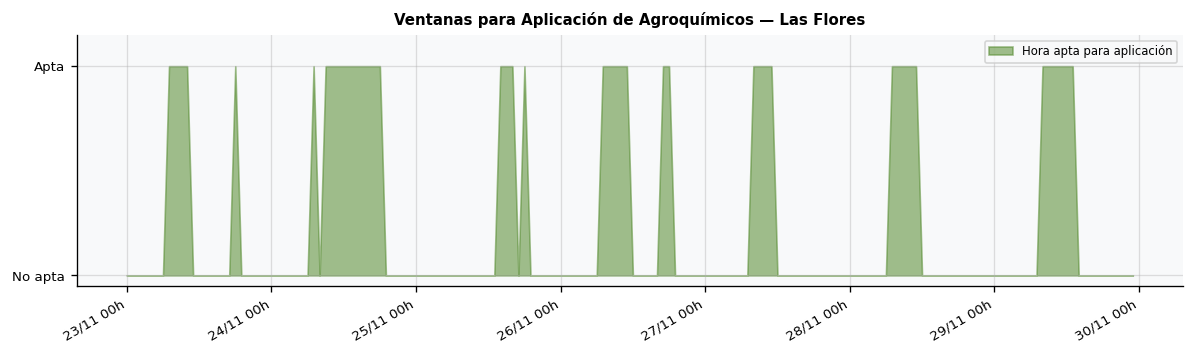 Ventanas para Aplicación de Agroquímicos — Las Flores
Hora apta para aplicación
Apta
No apta
23/11 00h
24/11 00h
25/11 00h
26/11 00h
27/11 00h
28/11 00h
29/11 00h
30/11 00h